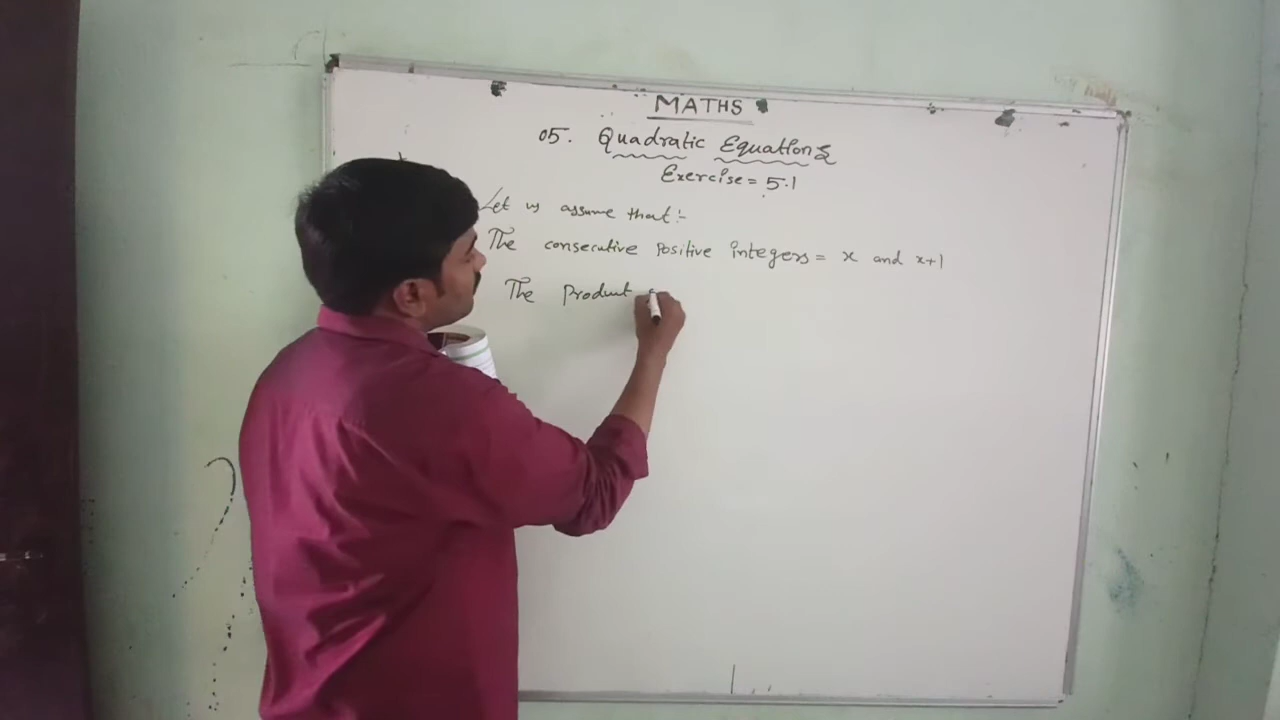 MATHS
05. Quadratic Equations
Exercise = 5.1
Let us assume that :-
The consecutive Positive integers = x and x+1
The Product